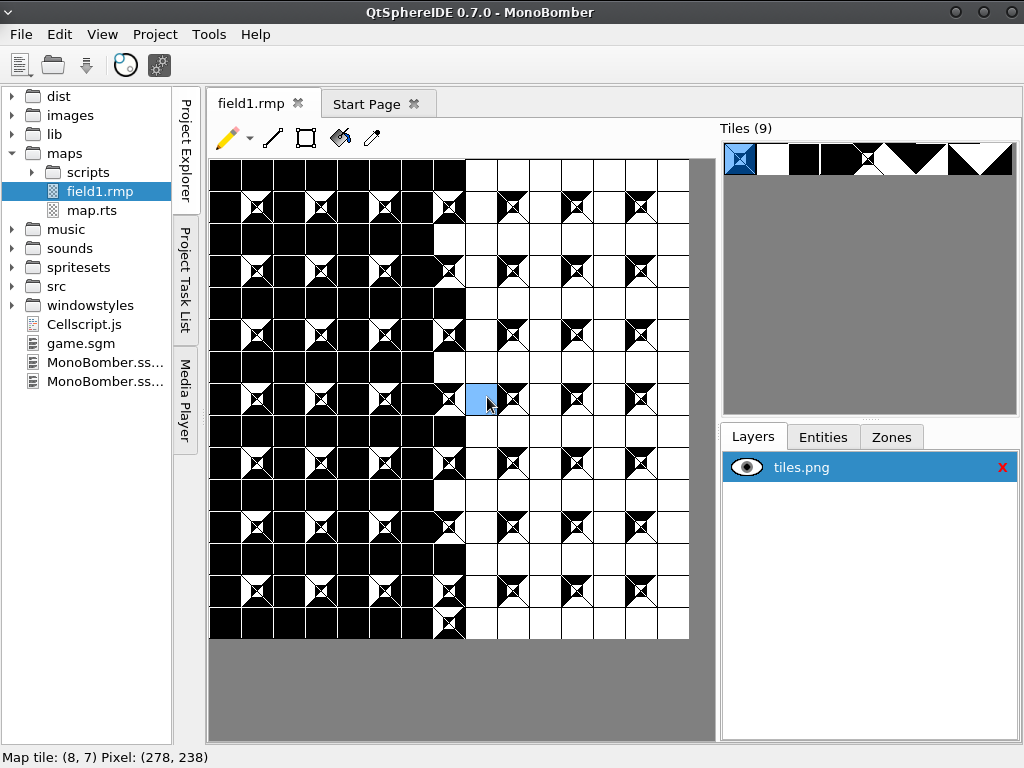 QtSphereIDE 0.7.0 - MonoBomber
File Edit View Project Tools Help
dist
images
lib
maps
scripts
field1.rmp
map.rts
music
sounds
spritesets
src
windowstyles
Cellscript.js
game.sgm
MonoBomber.ss...
MonoBomber.ss...
Project Explorer
Project Task List
Media Player
field1.rmp
Start Page
Tiles (9)
Layers Entities Zones
tiles.png x
Map tile: (8, 7) Pixel: (278, 238)